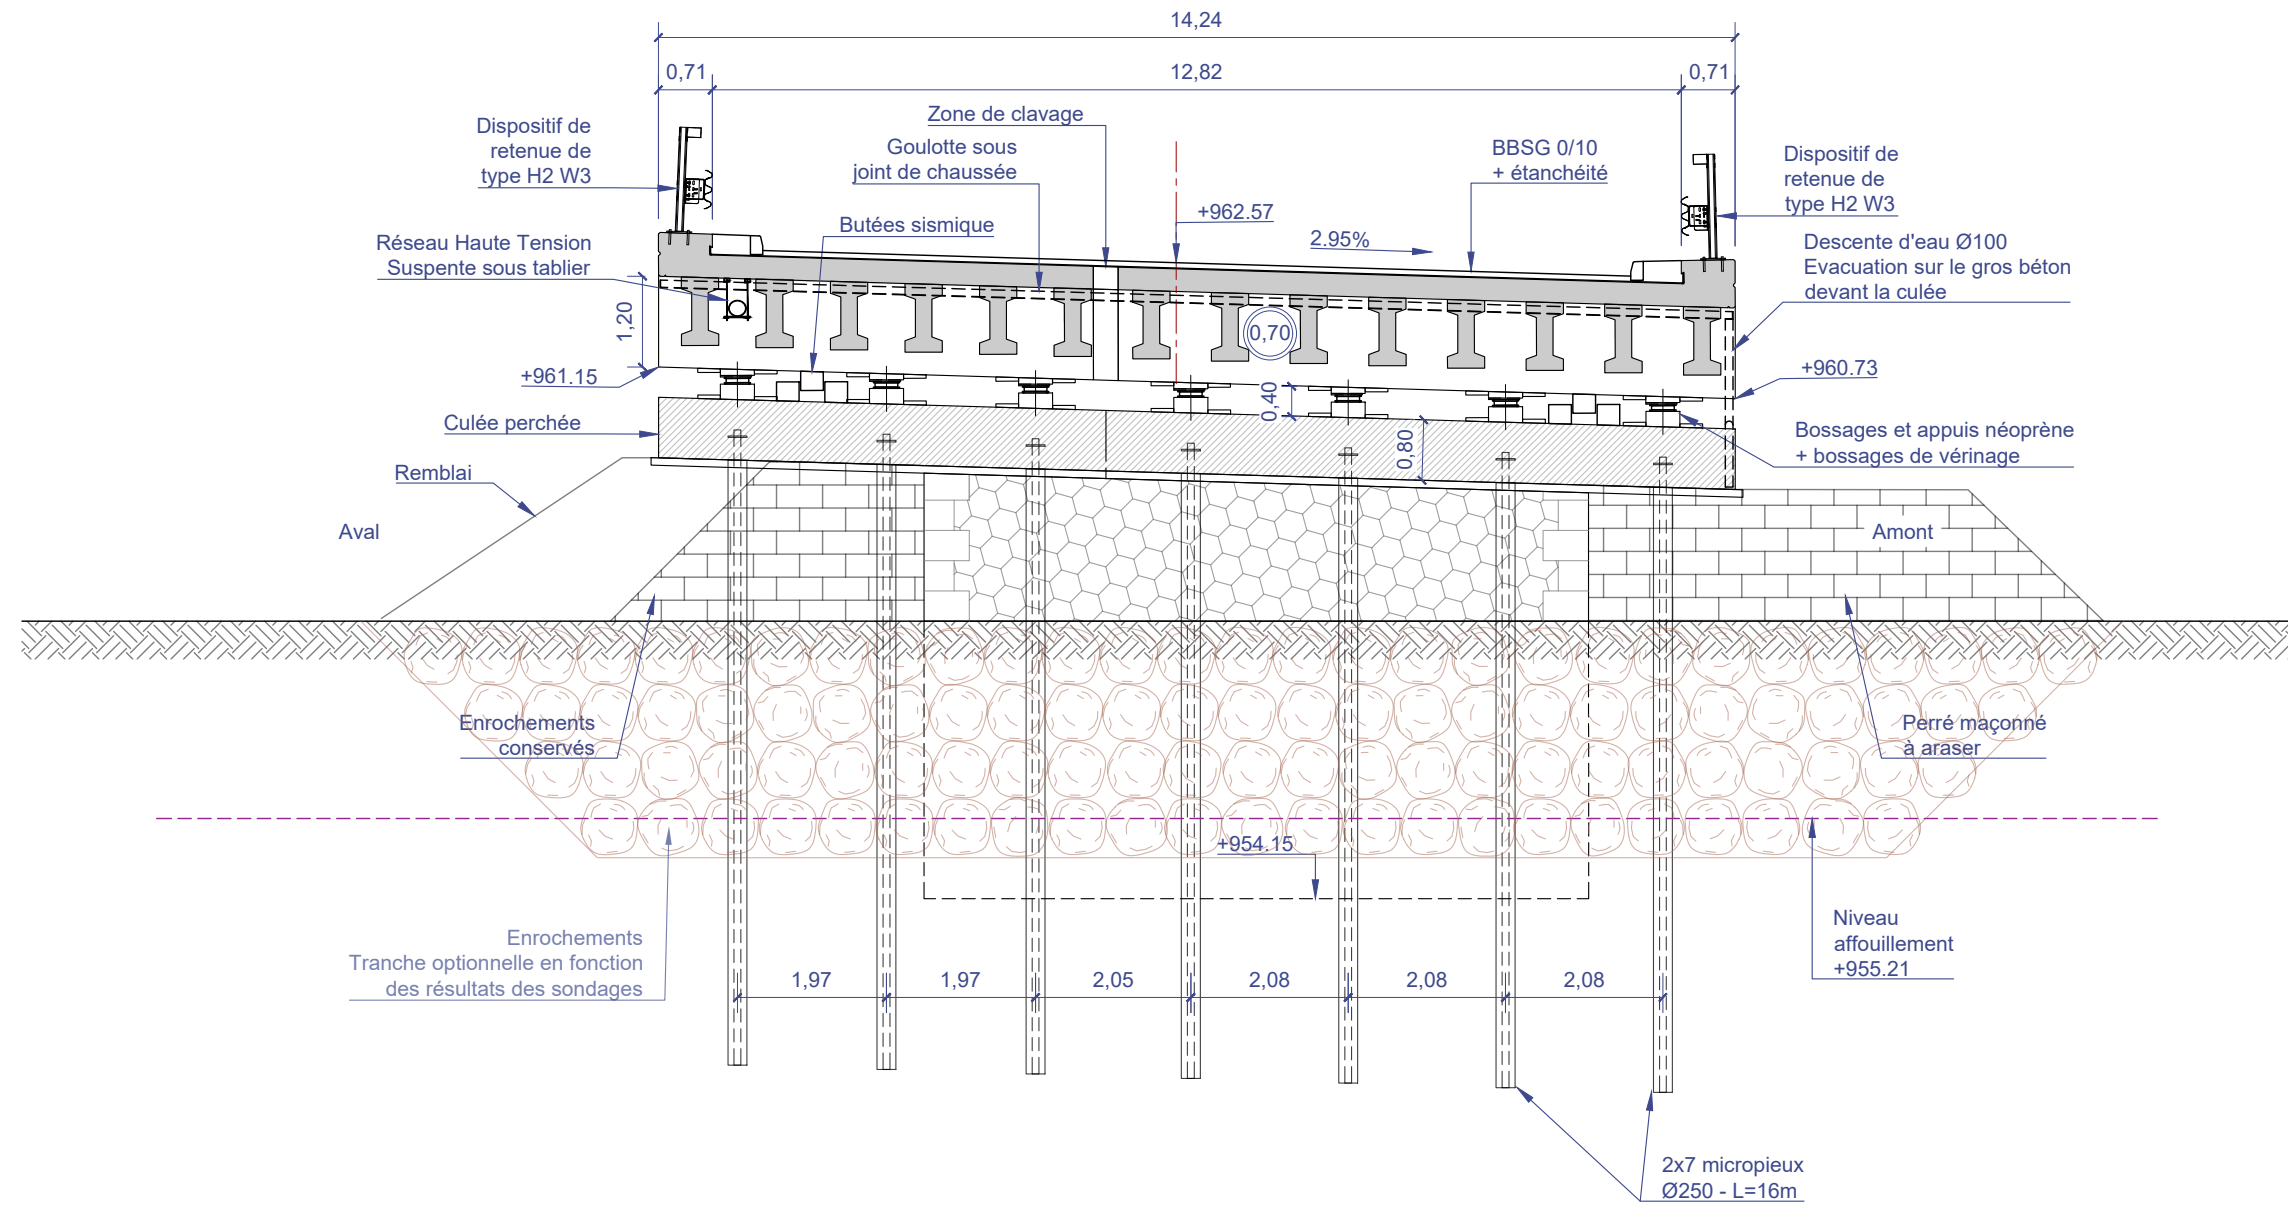 14,24
0,71
12,82
0,71
Zone de clavage
Dispositif de
retenue de
type H2 W3
Goulotte sous
joint de chaussée
BBSG 0/10
+ étanchéité
Dispositif de
retenue de
type H2 W3
Butées sismique
+962.57
2.95%
Réseau Haute Tension
Suspente sous tablier
Descente d'eau Ø100
Evacuation sur le gros béton
devant la culée
1,20
0,70
+961.15
+960.73
0,40
Culée perchée
0,80
Bossages et appuis néoprène
+ bossages de vérinage
Remblai
Aval
Amont
Enrochements
conservés
Perré maçonné
à araser
+954.15
Enrochements
Tranche optionnelle en fonction
des résultats des sondages
Niveau
affouillement
+955.21
1,97
1,97
2,05
2,08
2,08
2,08
2x7 micropieux
Ø250 - L=16m